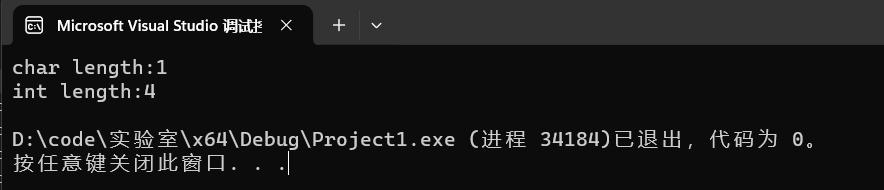 Microsoft Visual Studio 调试
char length:1
int length:4
D:\code\实验室\x64\Debug\Project1.exe (进程 34184)已退出，代码为 0。
按任意键关闭此窗口. . .